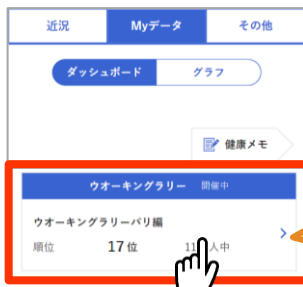 近況 Myデータ その他
ダッシュボード グラフ
健康メモ
ウオーキングラリー 開催中
ウオーキングラリーパリ編
順位 17位 人中